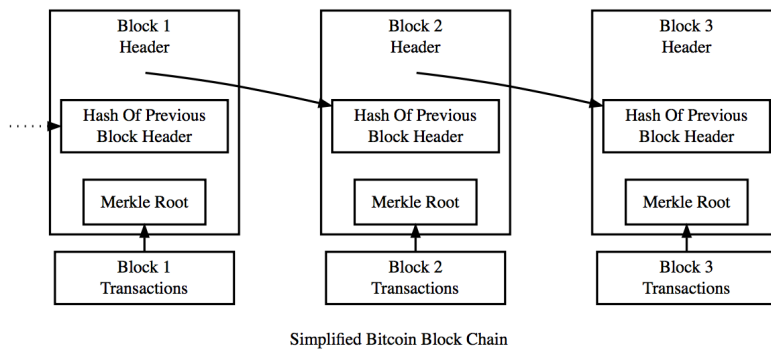 Block 1
Header
Hash Of Previous
Block Header
Merkle Root
Block 1
Transactions
Block 2
Header
Hash Of Previous
Block Header
Merkle Root
Block 2
Transactions
Block 3
Header
Hash Of Previous
Block Header
Merkle Root
Block 3
Transactions
Simplified Bitcoin Block Chain